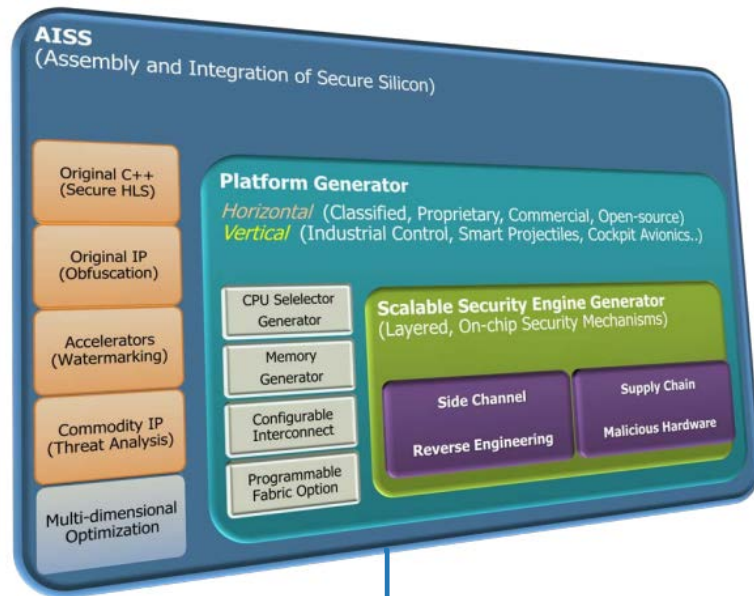 AISS
(Assembly and Integration of Secure Silicon)
Original C++
(Secure HLS)
Original IP
(Obfuscation)
Accelerators
(Watermarking)
Commodity IP
(Threat Analysis)
Multi-dimensional
Optimization
Platform Generator
Horizontal (Classified, Proprietary, Commercial, Open-source)
Vertical (Industrial Control, Smart Projectiles, Cockpit Avionics..)
CPU Selelector
Generator
Memory
Generator
Configurable
Interconnect
Programmable
Fabric Option
Scalable Security Engine Generator
(Layered, On-chip Security Mechanisms)
Side Channel
Reverse Engineering
Supply Chain
Malicious Hardware